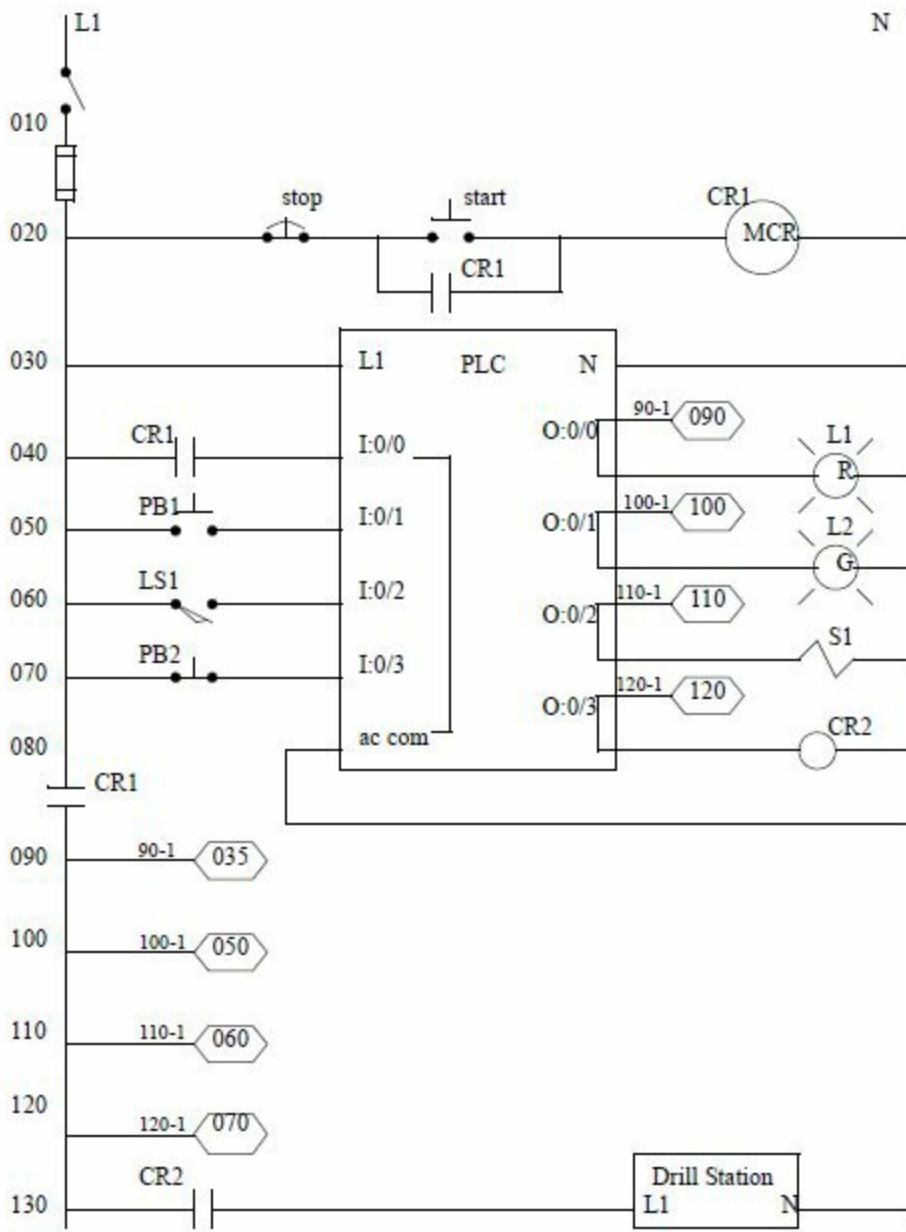 L1 N
010
stop start CR1
020 MCR
CR1
030 L1 PLC N
90-1 090
CR1 O:0/0 L1
040 I:0/0 R
PB1 100-1 100
050 I:0/1 O:0/1 L2
G
LS1 110-1 110
060 I:0/2 O:0/2
PB2 S1
070 I:0/3 120-1 120
O:0/3 CR2
080 ac com
CR1
090 90-1 035
100 100-1 050
110 110-1 060
120
120-1 070
CR2 Drill Station
130 L1 N